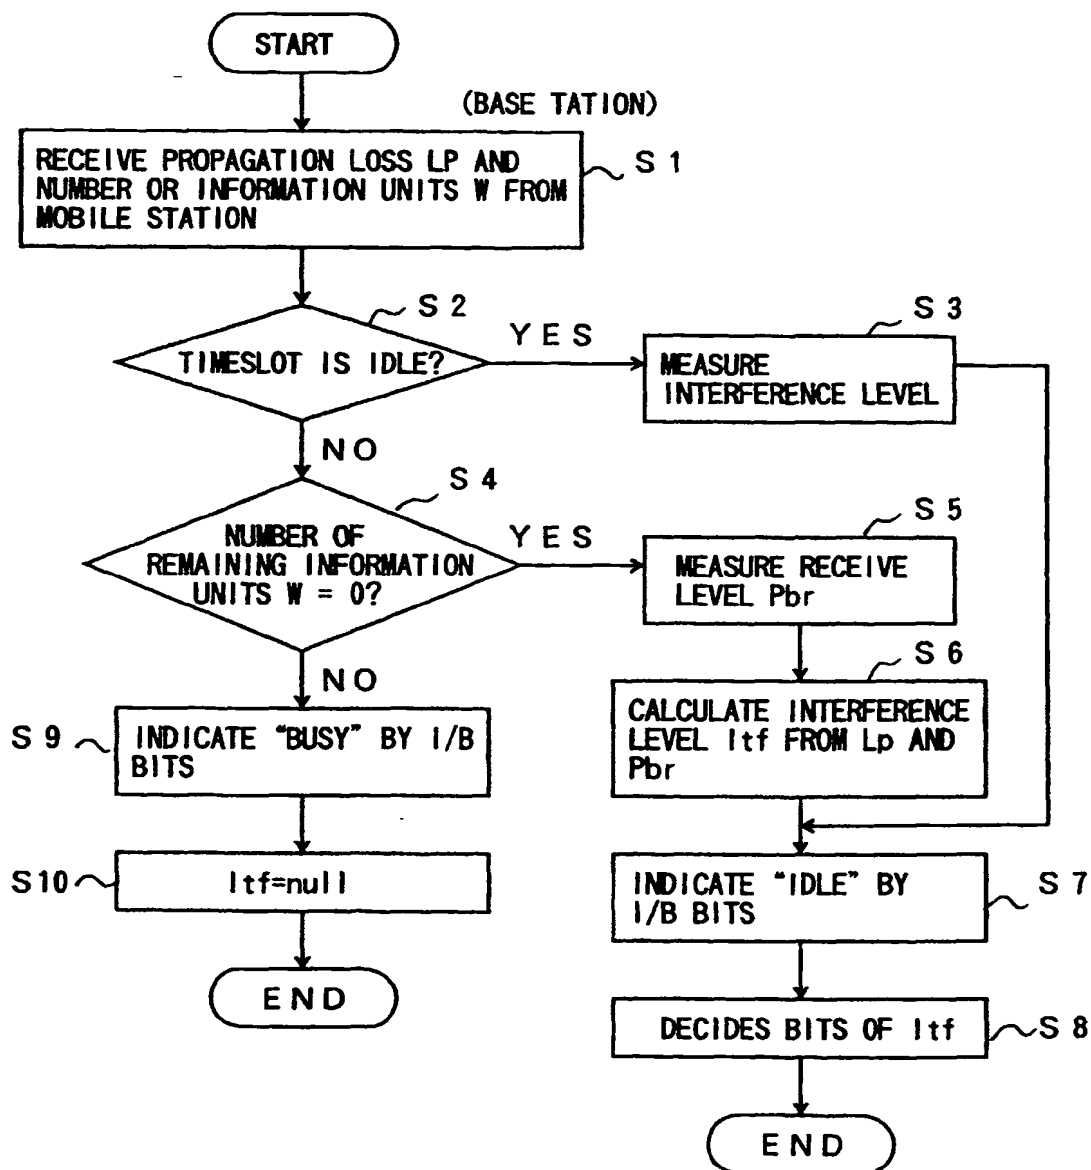 START
(BASE TATION)
RECEIVE PROPAGATION LOSS LP AND
NUMBER OR INFORMATION UNITS W FROM
MOBILE STATION
S 1
S 2
TIMESLOT IS IDLE?
YES
S 3
MEASURE
INTERFERENCE LEVEL
NO
S 4
NUMBER OF
REMAINING INFORMATION
UNITS W = 0?
YES
S 5
MEASURE RECEIVE
LEVEL Pbr
NO
S 6
CALCULATE INTERFERENCE
LEVEL Itf FROM Lp AND
Pbr
S 9
INDICATE "BUSY" BY I/B
BITS
S10
Itf=null
END
INDICATE "IDLE" BY
I/B BITS
S 7
DECIDES BITS OF Itf
S 8
END